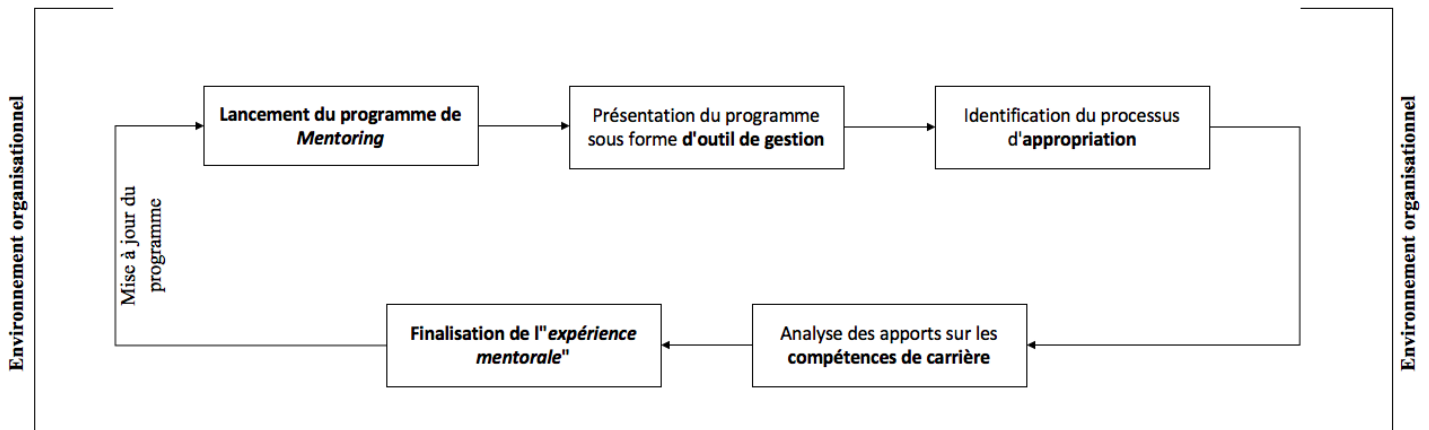 Environnement organisationnel
Lancement du programme de
Mentoring
Présentation du programme
sous forme d'outil de gestion
Identification du processus
d'appropriation
Mise à jour du
programme
Finalisation de l'"expérience
mentorale"
Analyse des apports sur les
compétences de carrière
Environnement organisationnel